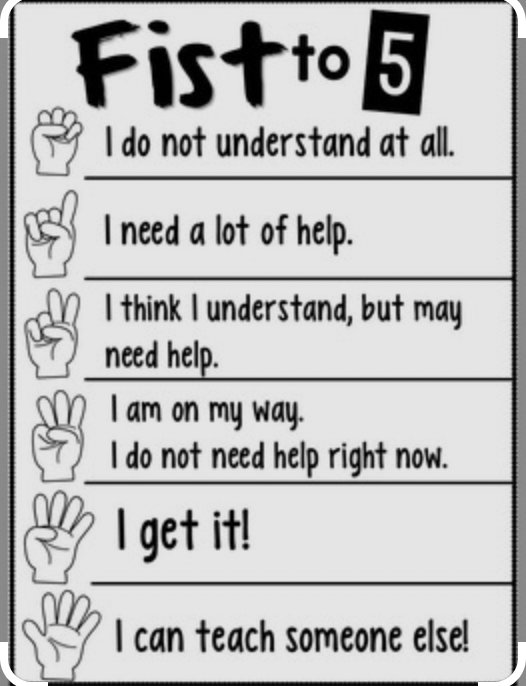 Fist to 5
I do not understand at all.
I need a lot of help.
I think I understand, but may
need help.
I am on my way.
I do not need help right now.
I get it!
I can teach someone else!